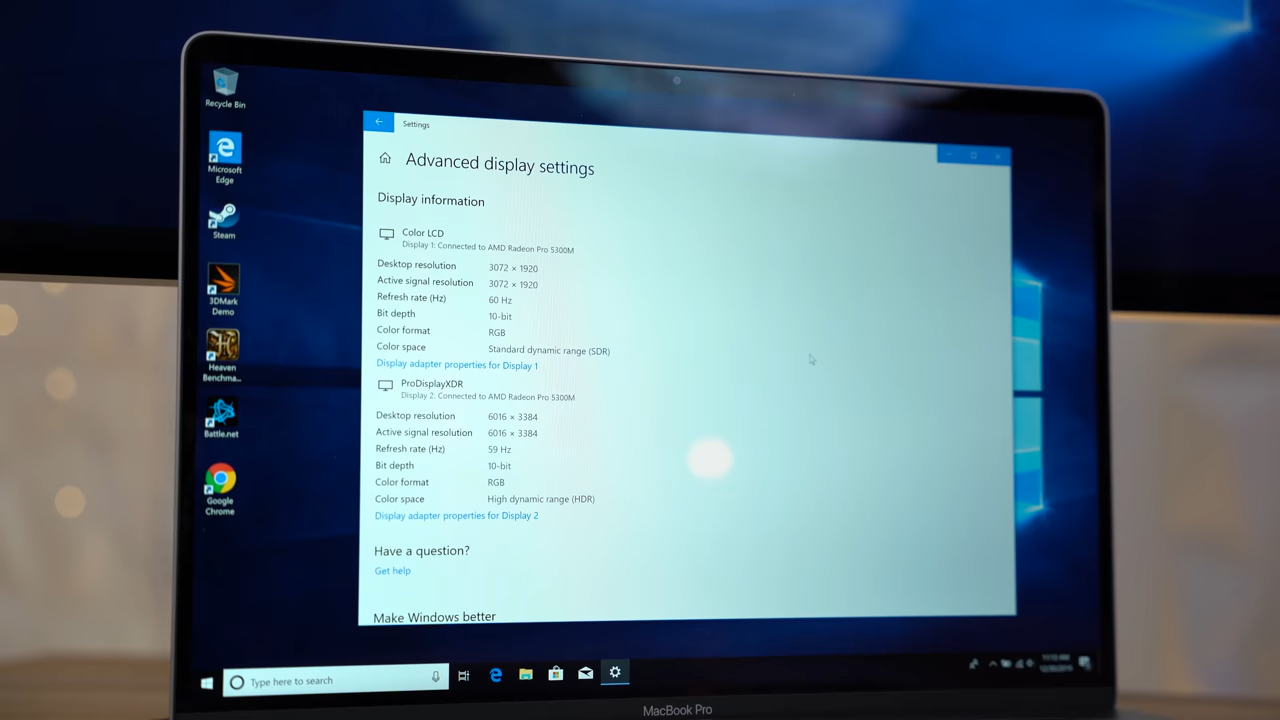 Recycle Bin
Microsoft
Edge
Steam
3DMark
Demo
Heaven
Benchma...
Battle.net
Google
Chrome
Settings
Advanced display settings
Display information
Color LCD
Display 1: Connected to AMD Radeon Pro 5300M
Desktop resolution 3072 × 1920
Active signal resolution 3072 × 1920
Refresh rate (Hz) 60 Hz
Bit depth 10-bit
Color format RGB
Color space Standard dynamic range (SDR)
Display adapter properties for Display 1
ProDisplayXDR
Display 2: Connected to AMD Radeon Pro 5300M
Desktop resolution 6016 × 3384
Active signal resolution 6016 × 3384
Refresh rate (Hz) 59 Hz
Bit depth 10-bit
Color format RGB
Color space High dynamic range (HDR)
Display adapter properties for Display 2
Have a question?
Get help
Make Windows better
Type here to search
MacBook Pro